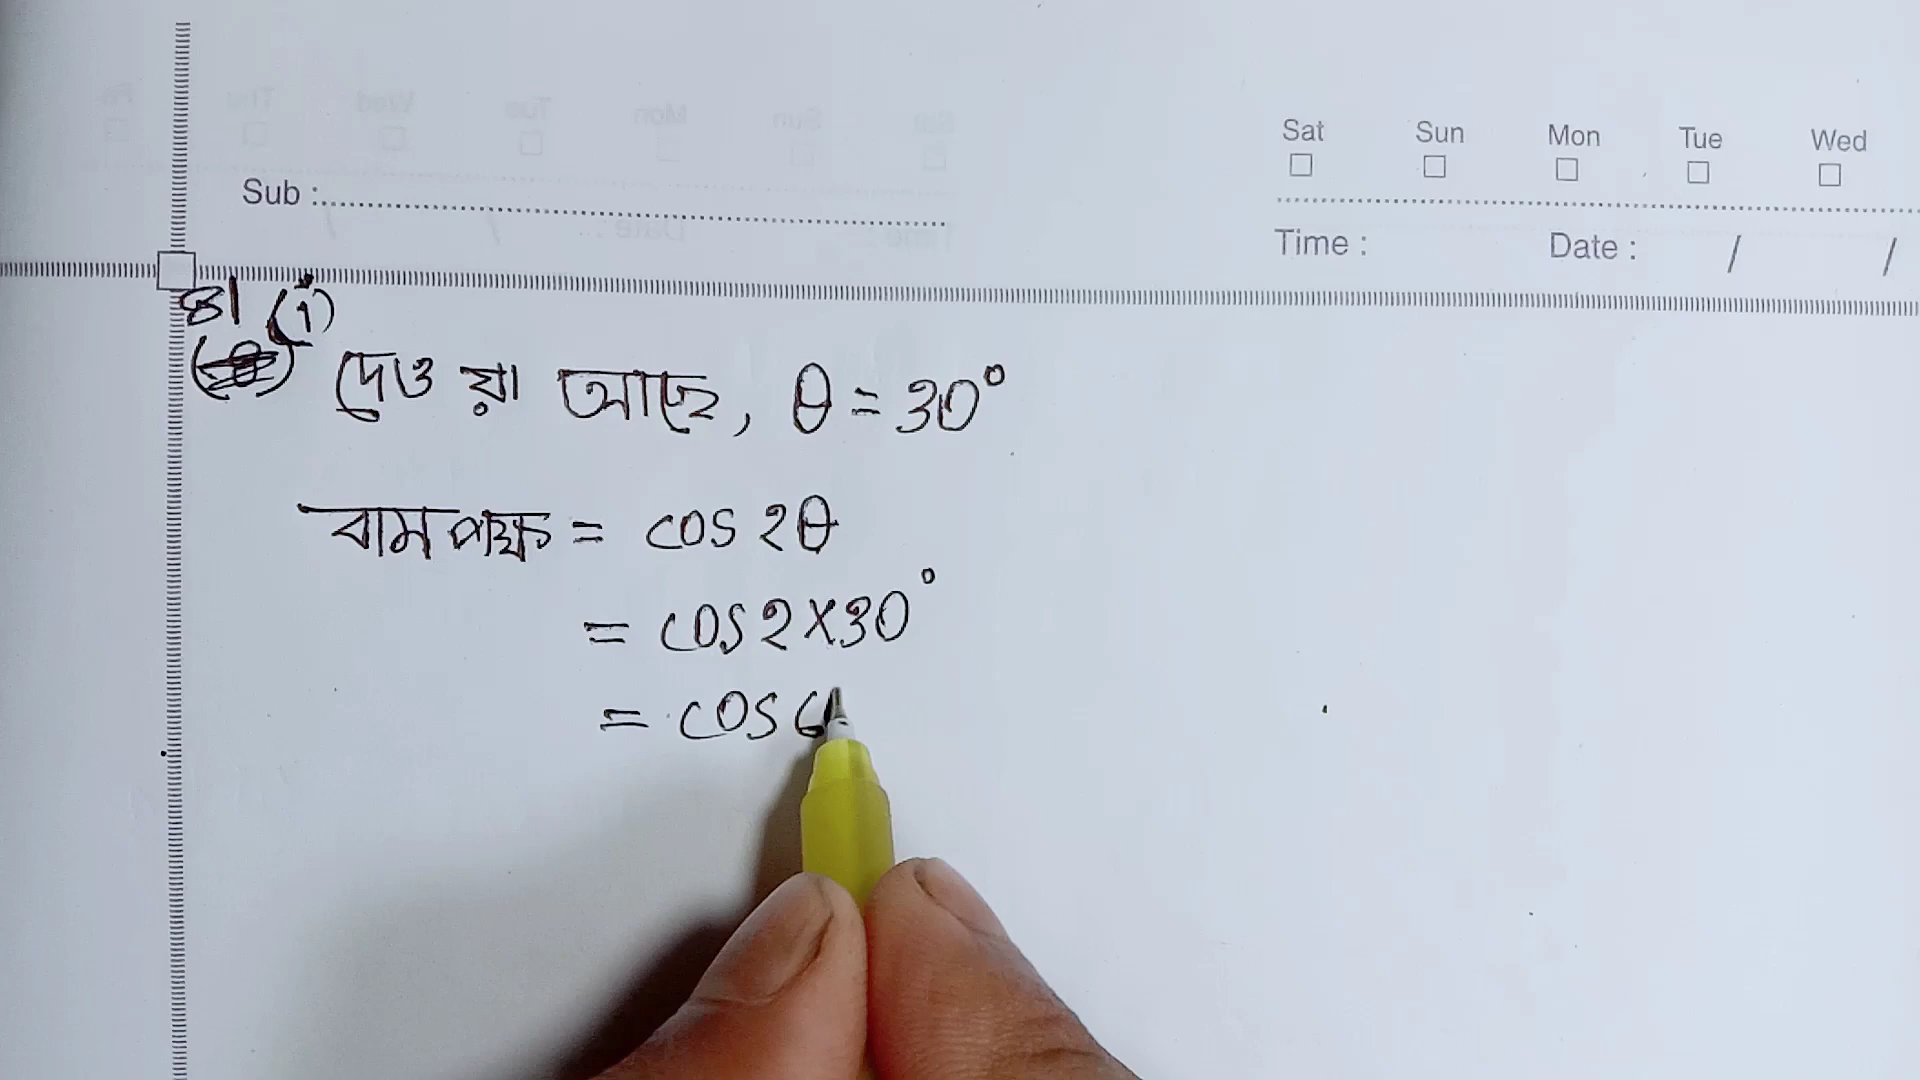 Sat Sun Mon Tue Wed
Sub :
Time : Date : / /
৪। (i)
দেওয়া আছে, θ = 30°
বামপক্ষ = cos 2θ
= cos 2×30°
= cos 6